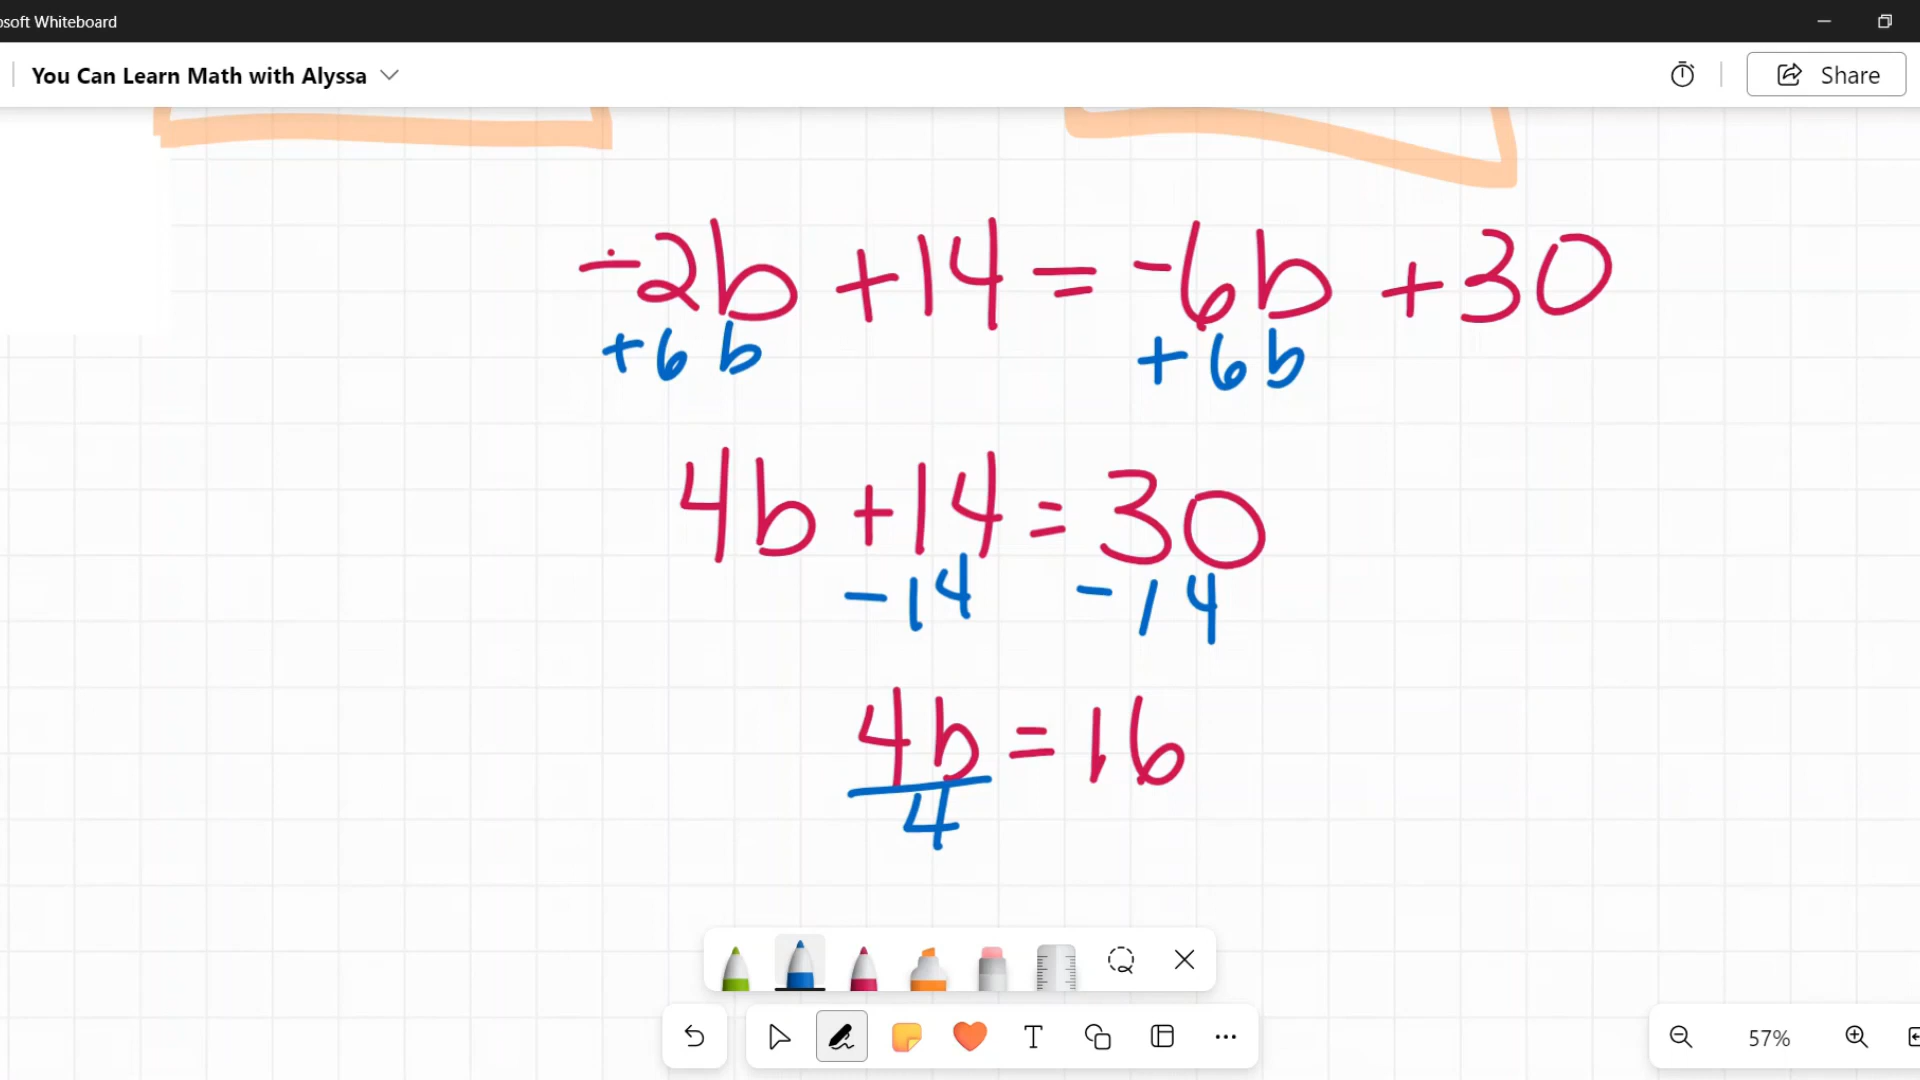 osoft Whiteboard
You Can Learn Math with Alyssa
Share
-2b +14 = -6b +30
+6b +6b
4b +14 = 30
-14 -14
4b = 16
4
T
57%